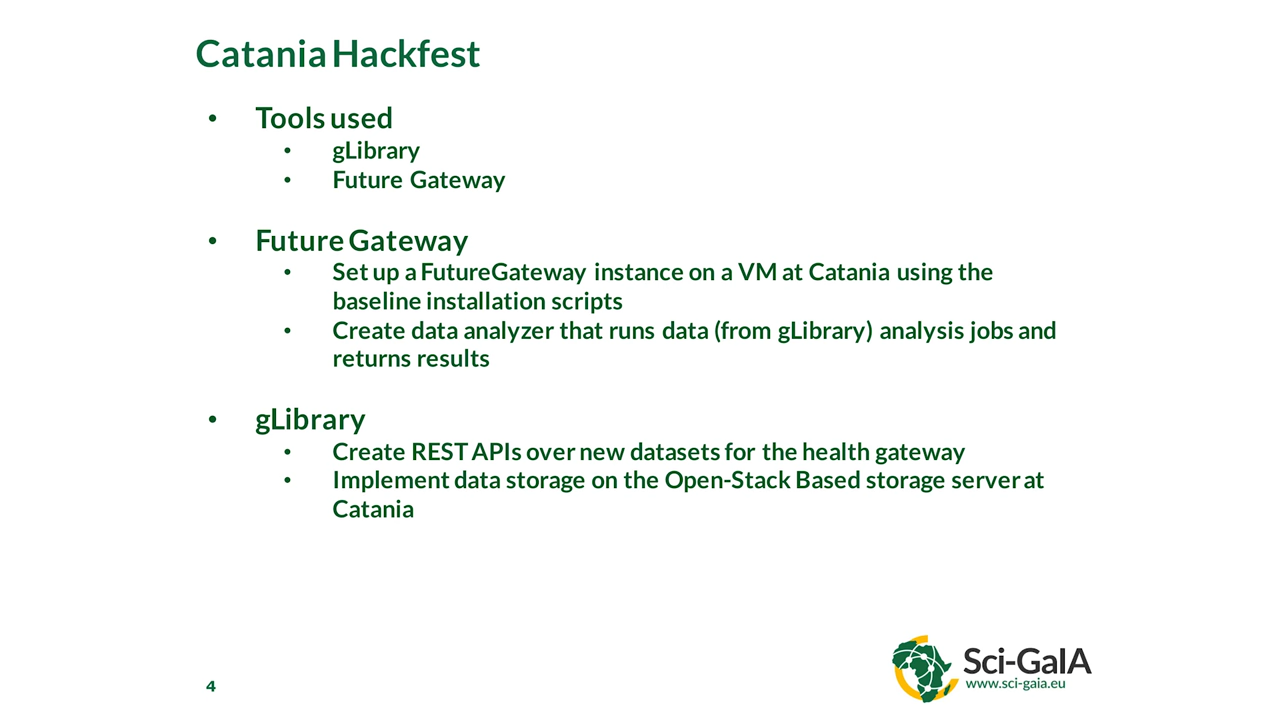 Catania Hackfest
• Tools used
• gLibrary
• Future Gateway
• Future Gateway
• Set up a FutureGateway instance on a VM at Catania using the
baseline installation scripts
• Create data analyzer that runs data (from gLibrary) analysis jobs and
returns results
• gLibrary
• Create REST APIs over new datasets for the health gateway
• Implement data storage on the Open-Stack Based storage server at
Catania
4
Sci-GaIA
www.sci-gaia.eu